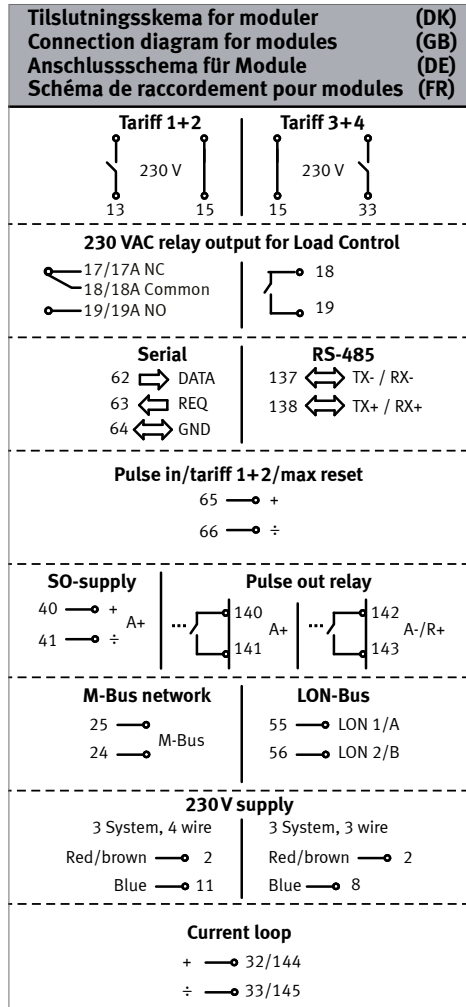 Tilslutningsskema for moduler (DK)
Connection diagram for modules (GB)
Anschlussschema für Module (DE)
Schéma de raccordement pour modules (FR)
Tariff 1+2
230 V
13 15
Tariff 3+4
230 V
15 33
230 VAC relay output for Load Control
17/17A NC
18/18A Common
19/19A NO
18
19
Serial
62 DATA
63 REQ
64 GND
RS-485
137 TX- / RX-
138 TX+ / RX+
Pulse in/tariff 1+2/max reset
65 +
66 ÷
SO-supply
40 +
A+
41 ÷
Pulse out relay
140
A+
141
142
A-/R+
143
M-Bus network
25
M-Bus
24
LON-Bus
55 LON 1/A
56 LON 2/B
230 V supply
3 System, 4 wire
Red/brown 2
Blue 11
3 System, 3 wire
Red/brown 2
Blue 8
Current loop
+ 32/144
÷ 33/145